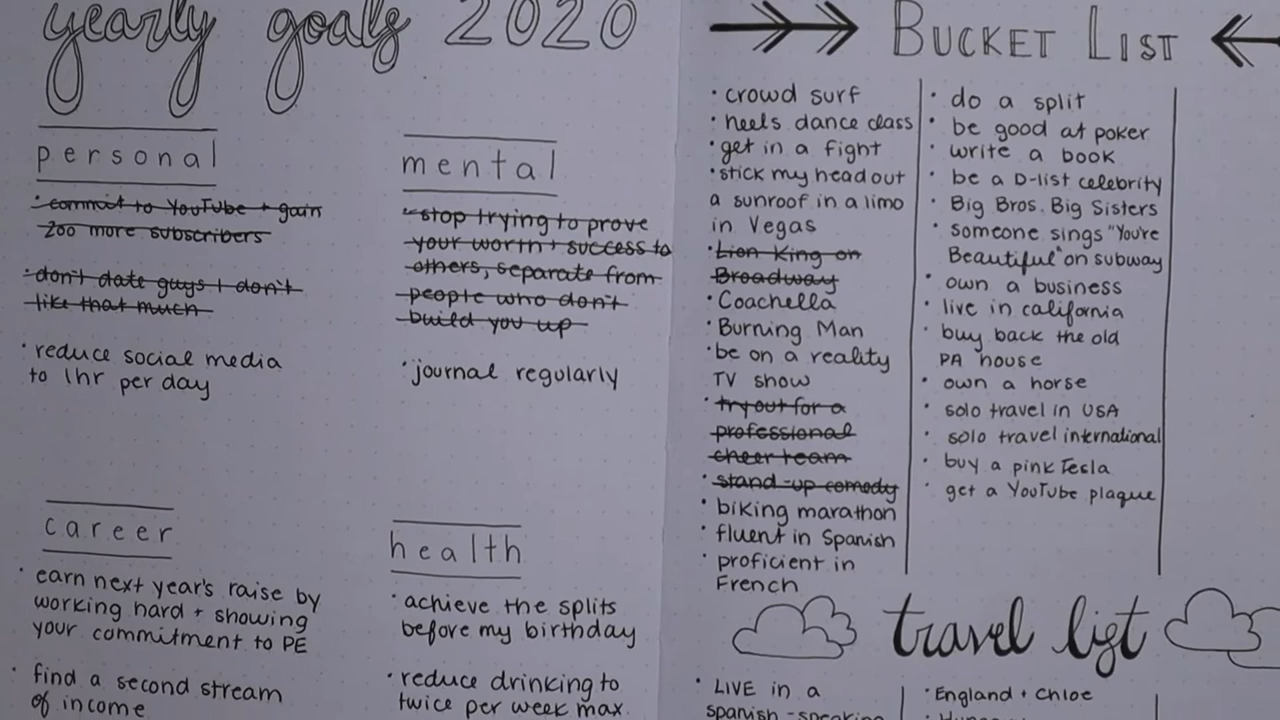 yearly goals 2020
personal
· commit to YouTube + gain
200 more subscribers
· don't date guys I don't
like that much
· reduce social media
to 1hr per day
mental
· stop trying to prove
your worth + success to
others, separate from
people who don't
build you up
· journal regularly
career
· earn next year's raise by
working hard + showing
your commitment to PE
· find a second stream
of income
health
· achieve the splits
before my birthday
· reduce drinking to
twice per week max.
BUCKET LIST
· crowd surf
· heels dance class
· get in a fight
· stick my head out
a sunroof in a limo
in Vegas
· Lion King on
Broadway
· Coachella
· Burning Man
· be on a reality
TV show
· try out for a
professional
cheer team
· stand-up comedy
· biking marathon
· fluent in Spanish
· proficient in
French
· do a split
· be good at poker
· write a book
· be a D-list celebrity
· Big Bros. Big Sisters
· someone sings "You're
Beautiful" on subway
· own a business
· live in california
· buy back the old
PA house
· own a horse
· solo travel in USA
· solo travel international
· buy a pink Tesla
· get a YouTube plaque
travel list
· LIVE in a
spanish-speaking
· England + Chloe